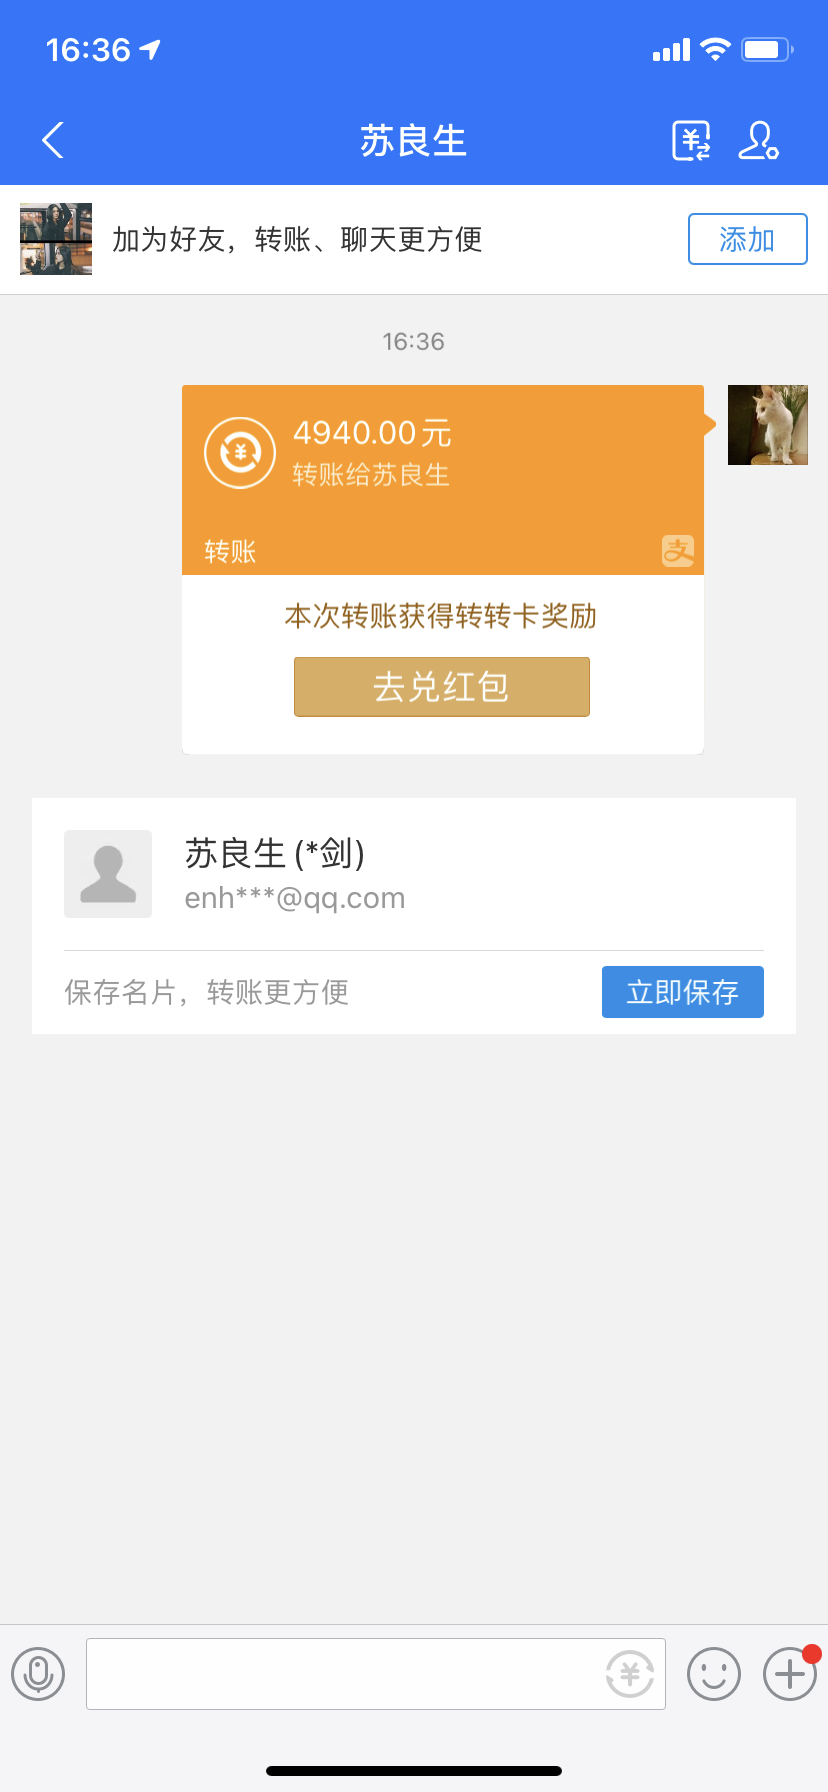 16:36
苏良生
加为好友，转账、聊天更方便
添加
16:36
4940.00元
转账给苏良生
转账
支
本次转账获得转转卡奖励
去兑红包
苏良生 (*剑)
enh***@qq.com
保存名片，转账更方便
立即保存